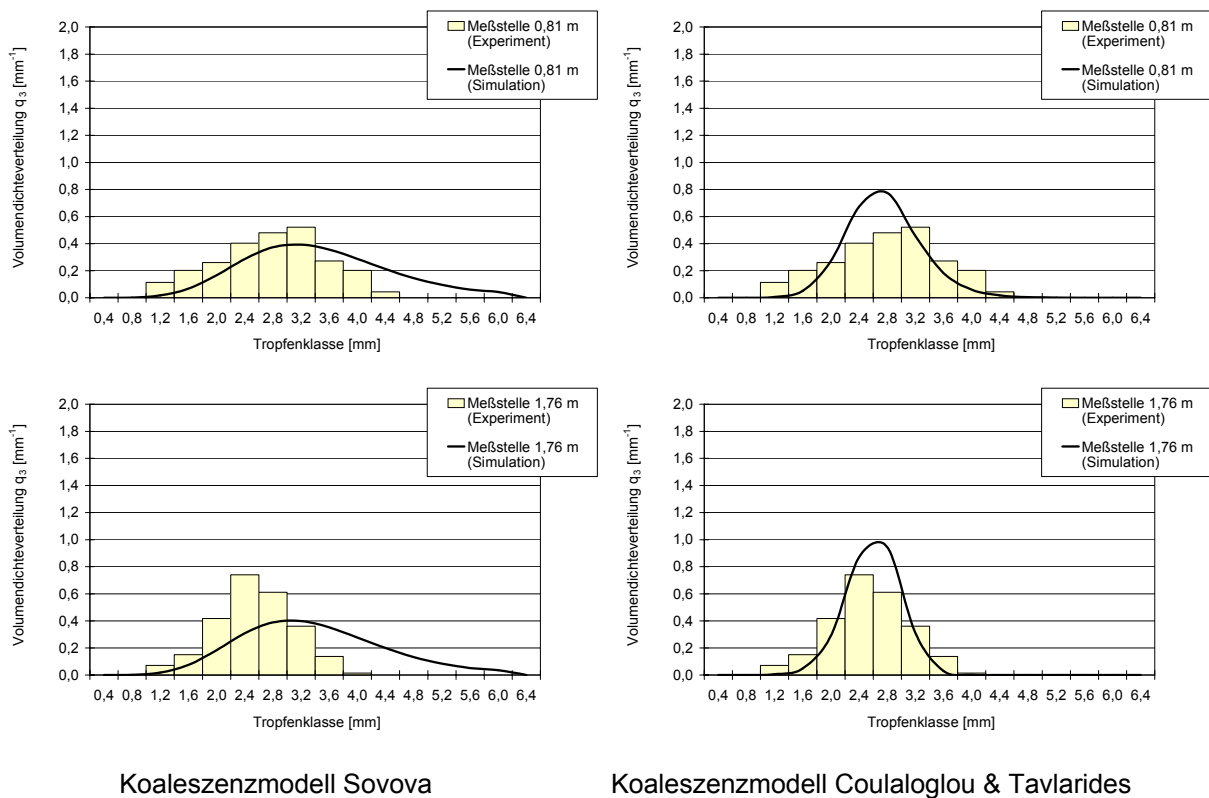 Volumendichteverteilung q3 [mm-1]
2,0
1,8
1,6
1,4
1,2
1,0
0,8
0,6
0,4
0,2
0,0
0,4 0,8 1,2 1,6 2,0 2,4 2,8 3,2 3,6 4,0 4,4 4,8 5,2 5,6 6,0 6,4
Tropfenklasse [mm]
Meßstelle 0,81 m
(Experiment)
Meßstelle 0,81 m
(Simulation)
Volumendichteverteilung q3 [mm-1]
2,0
1,8
1,6
1,4
1,2
1,0
0,8
0,6
0,4
0,2
0,0
0,4 0,8 1,2 1,6 2,0 2,4 2,8 3,2 3,6 4,0 4,4 4,8 5,2 5,6 6,0 6,4
Tropfenklasse [mm]
Meßstelle 0,81 m
(Experiment)
Meßstelle 0,81 m
(Simulation)
Volumendichteverteilung q3 [mm-1]
2,0
1,8
1,6
1,4
1,2
1,0
0,8
0,6
0,4
0,2
0,0
0,4 0,8 1,2 1,6 2,0 2,4 2,8 3,2 3,6 4,0 4,4 4,8 5,2 5,6 6,0 6,4
Tropfenklasse [mm]
Meßstelle 1,76 m
(Experiment)
Meßstelle 1,76 m
(Simulation)
Volumendichteverteilung q3 [mm-1]
2,0
1,8
1,6
1,4
1,2
1,0
0,8
0,6
0,4
0,2
0,0
0,4 0,8 1,2 1,6 2,0 2,4 2,8 3,2 3,6 4,0 4,4 4,8 5,2 5,6 6,0 6,4
Tropfenklasse [mm]
Meßstelle 1,76 m
(Experiment)
Meßstelle 1,76 m
(Simulation)
Koaleszenzmodell Sovova
Koaleszenzmodell Coulaloglou & Tavlarides